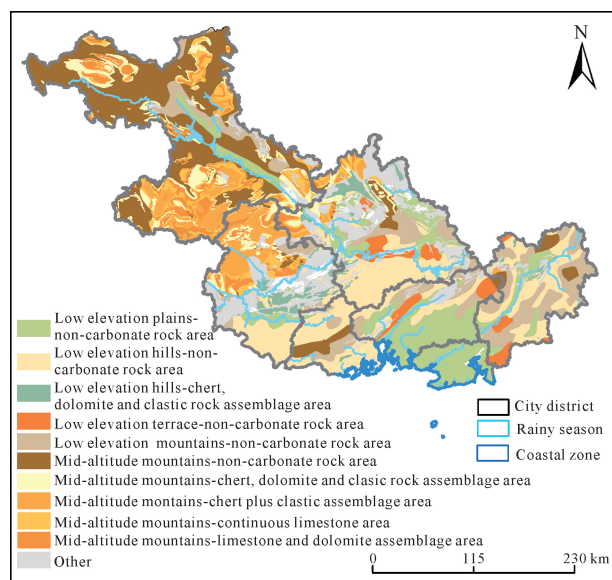 N
Low elevation plains-
non-carbonate rock area
Low elevation hills-non-
carbonate rock area
Low elevation hills-chert,
dolomite and clastic rock assemblage area
Low elevation terrace-non-carbonate rock area
Low elevation mountains-non-carbonate rock area
Mid-altitude mountains-non-carbonate rock area
Mid-altitude mountains-chert, dolomite and clasic rock assemblage area
Mid-altitude montains-chert plus clastic assemblage area
Mid-altitude mountains-continuous limestone area
Mid-altitude mountains-limestone and dolomite assemblage area
Other
City district
Rainy season
Coastal zone
0 115 230 km